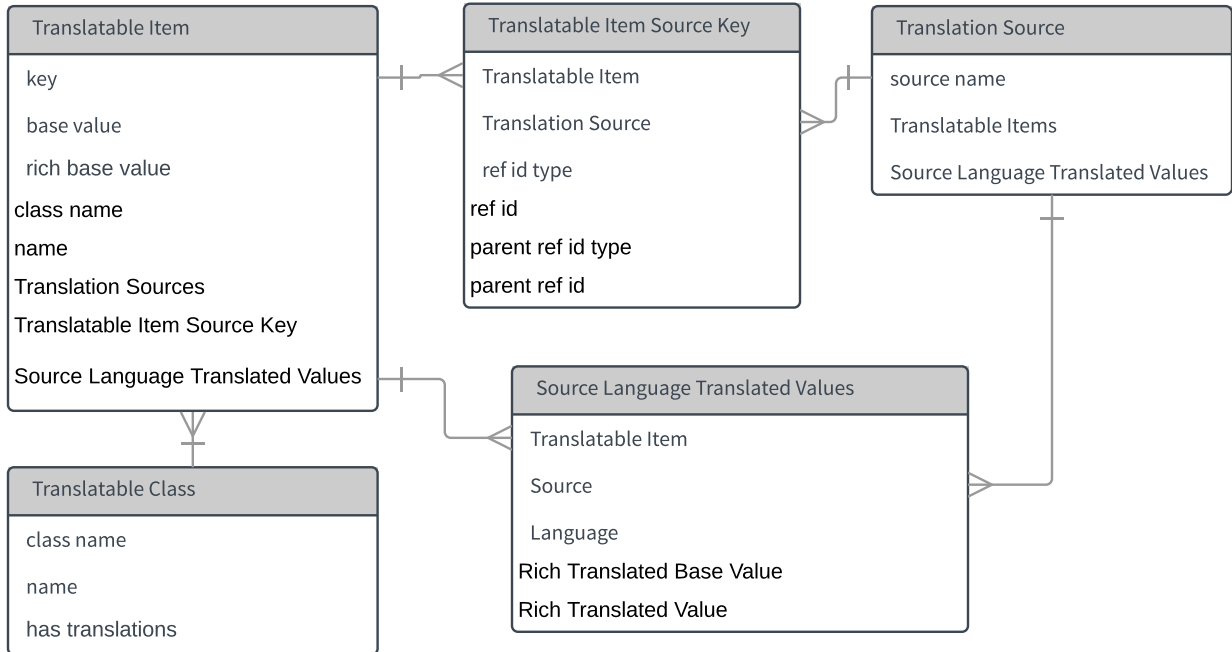 Translatable Item
key
base value
rich base value
class name
name
Translation Sources
Translatable Item Source Key
Source Language Translated Values
Translatable Item Source Key
Translatable Item
Translation Source
ref id type
ref id
parent ref id type
parent ref id
Translation Source
source name
Translatable Items
Source Language Translated Values
Translatable Class
class name
name
has translations
Source Language Translated Values
Translatable Item
Source
Language
Rich Translated Base Value
Rich Translated Value